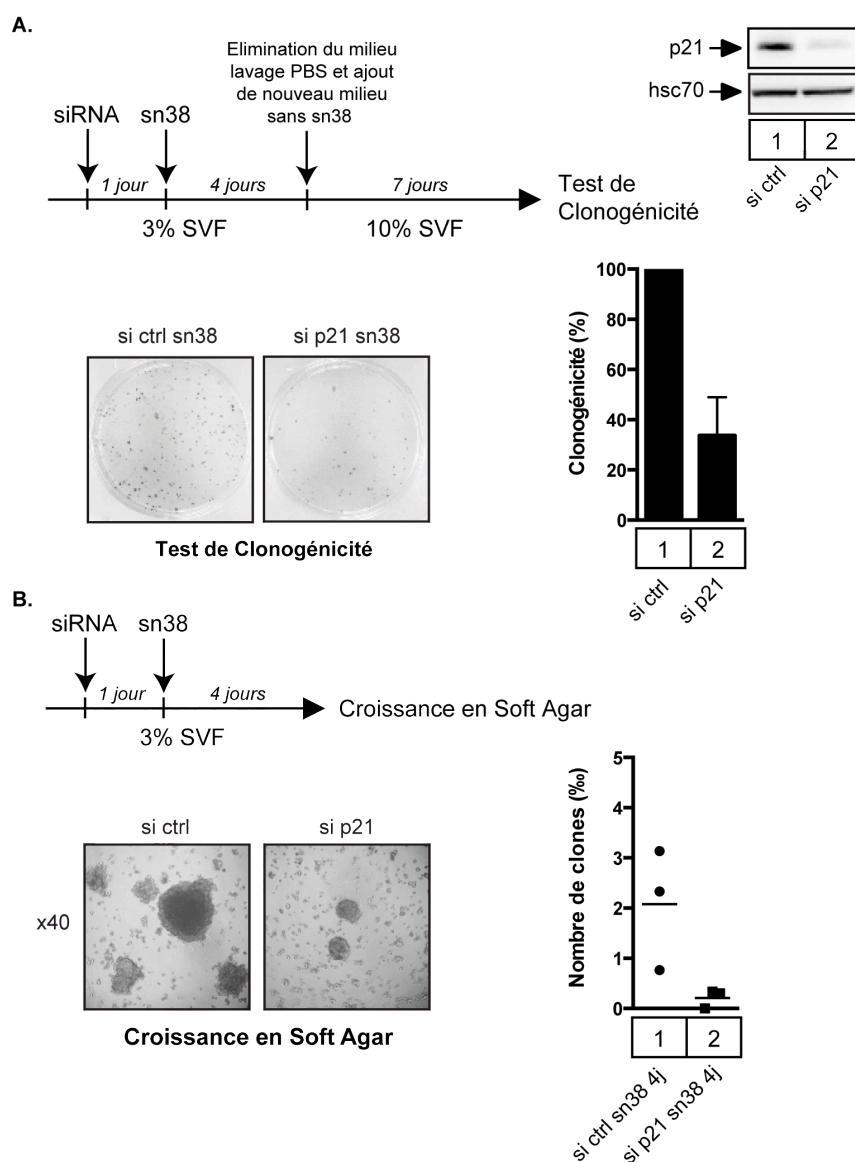 A.
Elimination du milieu
lavage PBS et ajout
de nouveau milieu
sans sn38
siRNA sn38
1 jour 4 jours 7 jours
3% SVF 10% SVF
Test de
Clonogénicité
p21
hsc70
1 2
si ctrl si p21
si ctrl sn38 si p21 sn38
Test de Clonogénicité
Clonogénicité (%)
100
80
60
40
20
0
1 2
si ctrl si p21
B.
siRNA sn38
1 jour 4 jours
3% SVF
Croissance en Soft Agar
si ctrl si p21
x40
Croissance en Soft Agar
Nombre de clones (‰)
5
4
3
2
1
0
1 2
si ctrl sn38 4j si p21 sn38 4j